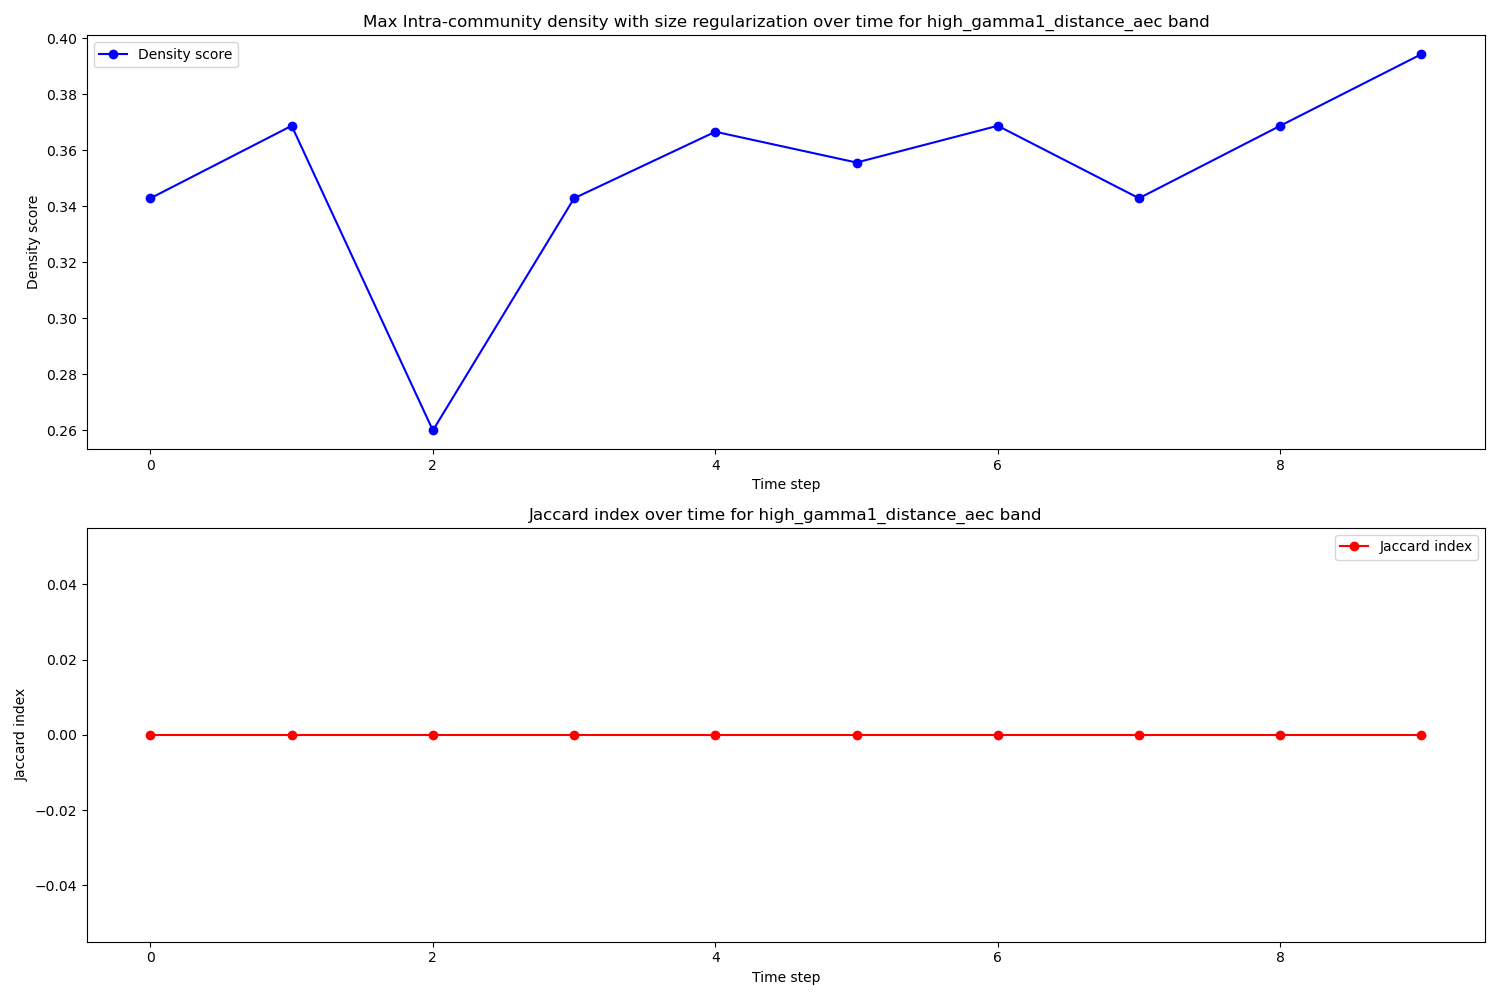 Max Intra-community density with size regularization over time for high_gamma1_distance_aec band
Density score
0.40
0.38
0.36
0.34
0.32
0.30
0.28
0.26
Density score
0 2 4 6 8
Time step
Jaccard index over time for high_gamma1_distance_aec band
Jaccard index
0.04
0.02
0.00
−0.02
−0.04
Jaccard index
0 2 4 6 8
Time step